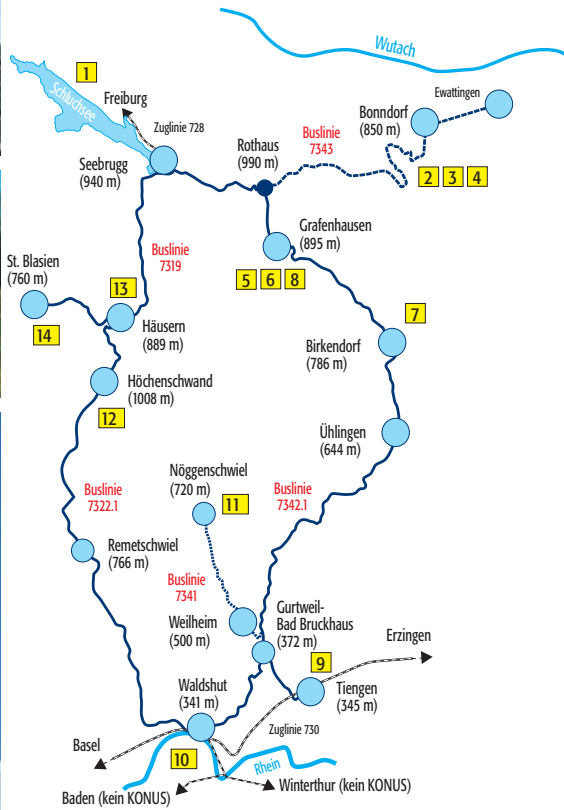 Wutach
1
Schluchsee
Freiburg
Zuglinie 728
Ewattingen
Bonndorf
(850 m)
Buslinie
7343
Rothaus
(990 m)
Seebrugg
(940 m)
2 3 4
Grafenhausen
(895 m)
5 6 8
Buslinie
7319
St. Blasien
(760 m)
13
14
Häusern
(889 m)
7
Birkendorf
(786 m)
Höchenschwand
(1008 m)
12
Ühlingen
(644 m)
Nöggenschwiel
(720 m)
11
Buslinie
7342.1
Buslinie
7322.1
Remetschwiel
(766 m)
Buslinie
7341
Weilheim
(500 m)
Gurtweil-
Bad Bruckhaus
(372 m)
Erzingen
9
Tiengen
(345 m)
Waldshut
(341 m)
Zuglinie 730
Basel
10
Rhein
Winterthur (kein KONUS)
Baden (kein KONUS)